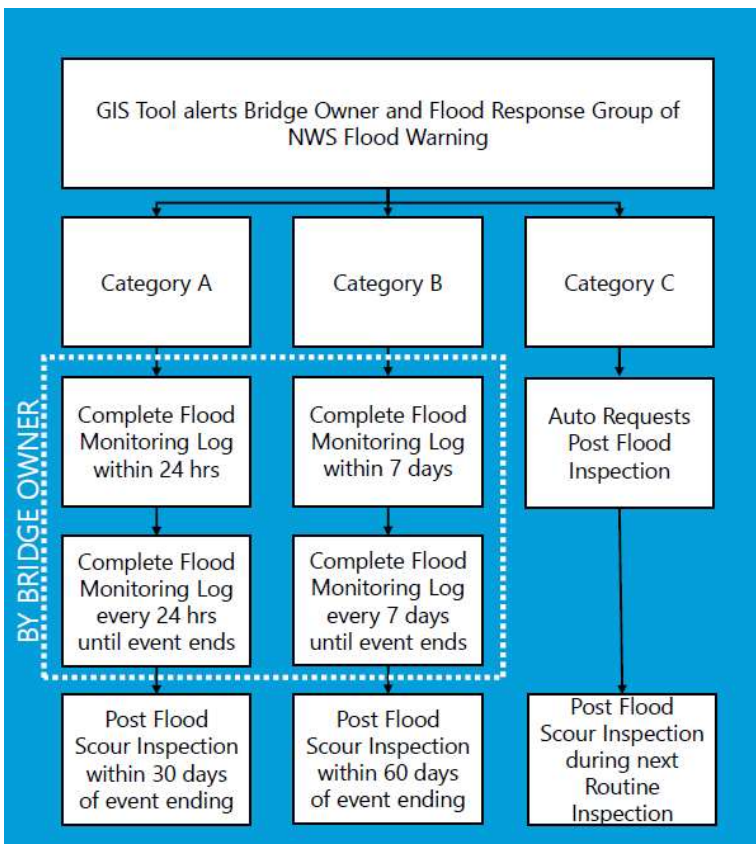 GIS Tool alerts Bridge Owner and Flood Response Group of
NWS Flood Warning
Category A
Category B
Category C
BY BRIDGE OWNER
Complete Flood
Monitoring Log
within 24 hrs
Complete Flood
Monitoring Log
within 7 days
Auto Requests
Post Flood
Inspection
Complete Flood
Monitoring Log
every 24 hrs
until event ends
Complete Flood
Monitoring Log
every 7 days
until event ends
Post Flood
Scour Inspection
within 30 days
of event ending
Post Flood
Scour Inspection
within 60 days
of event ending
Post Flood
Scour Inspection
during next
Routine
Inspection